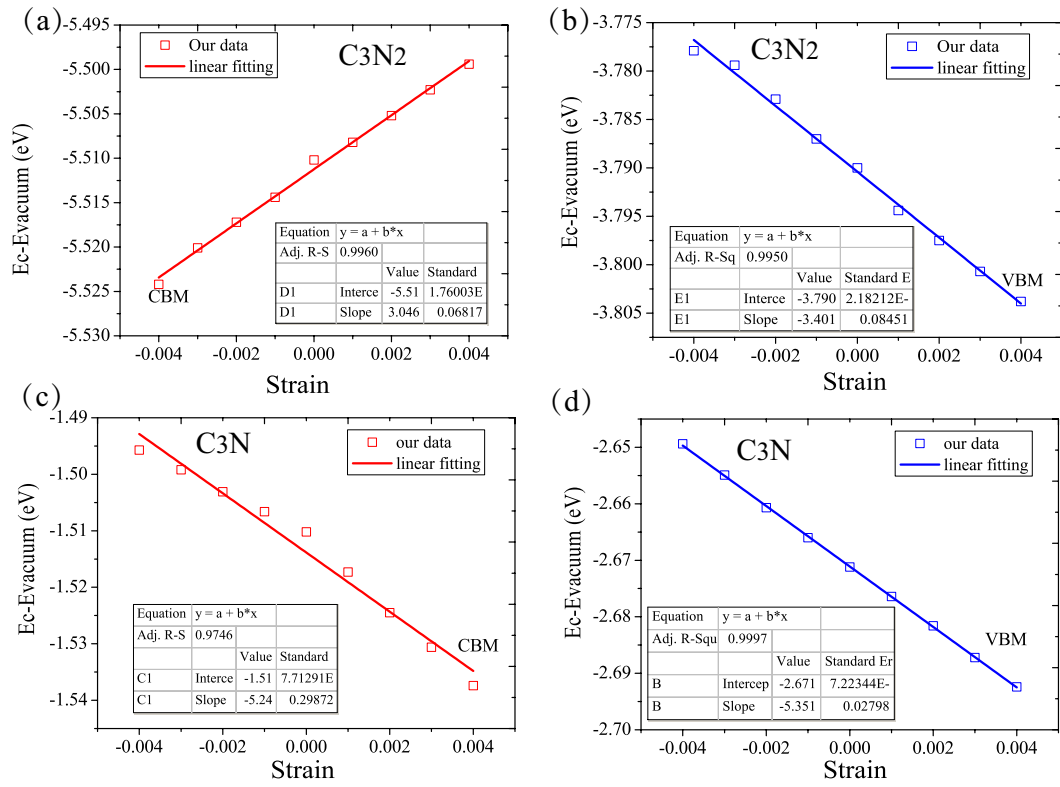 (a)
C3N2
Our data
linear fitting
Ec-Evacuum (eV)
-5.495
-5.500
-5.505
-5.510
-5.515
-5.520
-5.525
-5.530
CBM
Equation y = a + b*x
Adj. R-S 0.9960
Value Standard
D1 Interce -5.51 1.76003E
D1 Slope 3.046 0.06817
-0.004 -0.002 0.000 0.002 0.004
Strain
(b)
C3N2
Our data
linear fitting
Ec-Evacuum (eV)
-3.775
-3.780
-3.785
-3.790
-3.795
-3.800
-3.805
VBM
Equation y = a + b*x
Adj. R-Sq 0.9950
Value Standard E
E1 Interce -3.790 2.18212E-
E1 Slope -3.401 0.08451
-0.004 -0.002 0.000 0.002 0.004
Strain
(c)
C3N
our data
linear fitting
Ec-Evacuum (eV)
-1.49
-1.50
-1.51
-1.52
-1.53
-1.54
CBM
Equation y = a + b*x
Adj. R-S 0.9746
Value Standard
C1 Interce -1.51 7.71291E
C1 Slope -5.24 0.29872
-0.004 -0.002 0.000 0.002 0.004
Strain
(d)
C3N
our data
linear fitting
Ec-Evacuum (eV)
-2.65
-2.66
-2.67
-2.68
-2.69
-2.70
VBM
Equation y = a + b*x
Adj. R-Squ 0.9997
Value Standard Er
B Intercep -2.671 7.22344E-
B Slope -5.351 0.02798
-0.004 -0.002 0.000 0.002 0.004
Strain